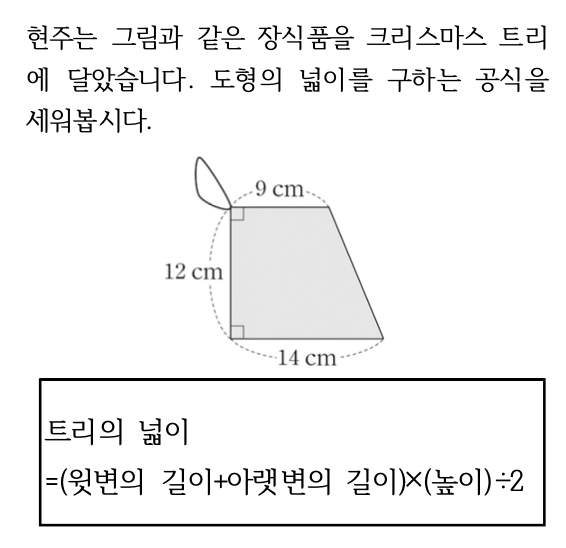 현주는 그림과 같은 장식품을 크리스마스 트리
에 달았습니다. 도형의 넓이를 구하는 공식을
세워봅시다.
9 cm
12 cm
14 cm
트리의 넓이
=(윗변의 길이+아랫변의 길이)×(높이)÷2